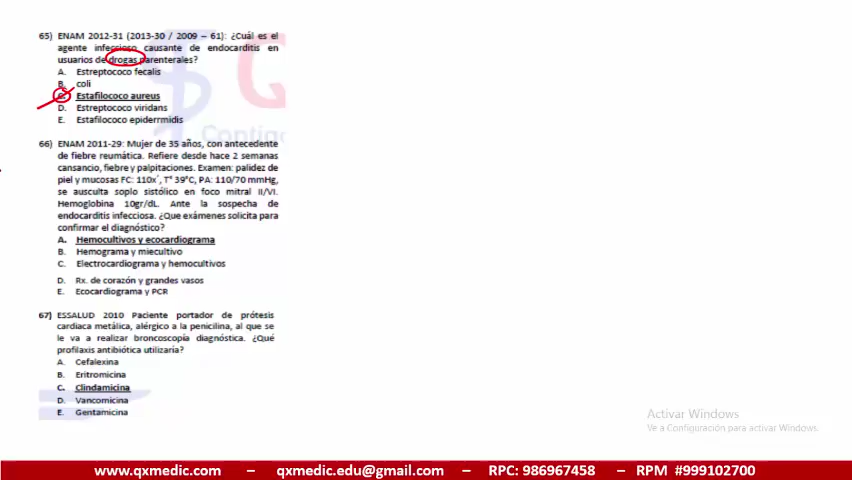 65) ENAM 2012-31 (2013-30 / 2009 – 61): ¿Cuál es el
agente infeccioso causante de endocarditis en
usuarios de drogas parenterales?
A. Estreptococo fecalis
B. coli
C. Estafilococo aureus
D. Estreptococo viridans
E. Estafilococo epiderrmidis
66) ENAM 2011-29: Mujer de 35 años, con antecedente
de fiebre reumática. Refiere desde hace 2 semanas
cansancio, fiebre y palpitaciones. Examen: palidez de
piel y mucosas FC: 110x´, T° 39°C, PA: 110/70 mmHg,
se ausculta soplo sistólico en foco mitral II/VI.
Hemoglobina 10gr/dL. Ante la sospecha de
endocarditis infecciosa. ¿Que exámenes solicita para
confirmar el diagnóstico?
A. Hemocultivos y ecocardiograma
B. Hemograma y miecultivo
C. Electrocardiograma y hemocultivos
D. Rx. de corazón y grandes vasos
E. Ecocardiograma y PCR
67) ESSALUD 2010 Paciente portador de prótesis
cardiaca metálica, alérgico a la penicilina, al que se
le va a realizar broncoscopía diagnóstica. ¿Qué
profilaxis antibiótica utilizaría?
A. Cefalexina
B. Eritromicina
C. Clindamicina
D. Vancomicina
E. Gentamicina
Activar Windows
Ve a Configuración para activar Windows.
www.qxmedic.com – qxmedic.edu@gmail.com – RPC: 986967458 – RPM #999102700